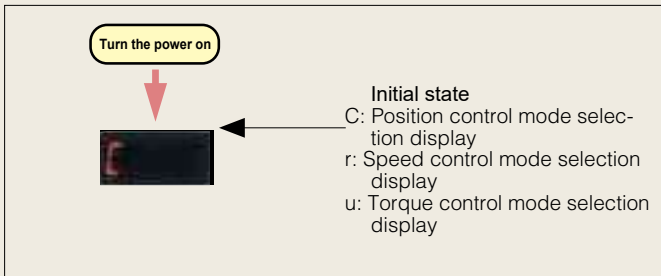 Turn the power on
Initial state
C: Position control mode selec-
tion display
r: Speed control mode selection
display
u: Torque control mode selection
display
C